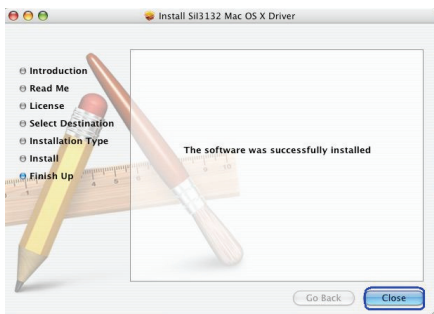 Install SiI3132 Mac OS X Driver
Introduction
Read Me
License
Select Destination
Installation Type
Install
Finish Up
The software was successfully installed
Go Back
Close